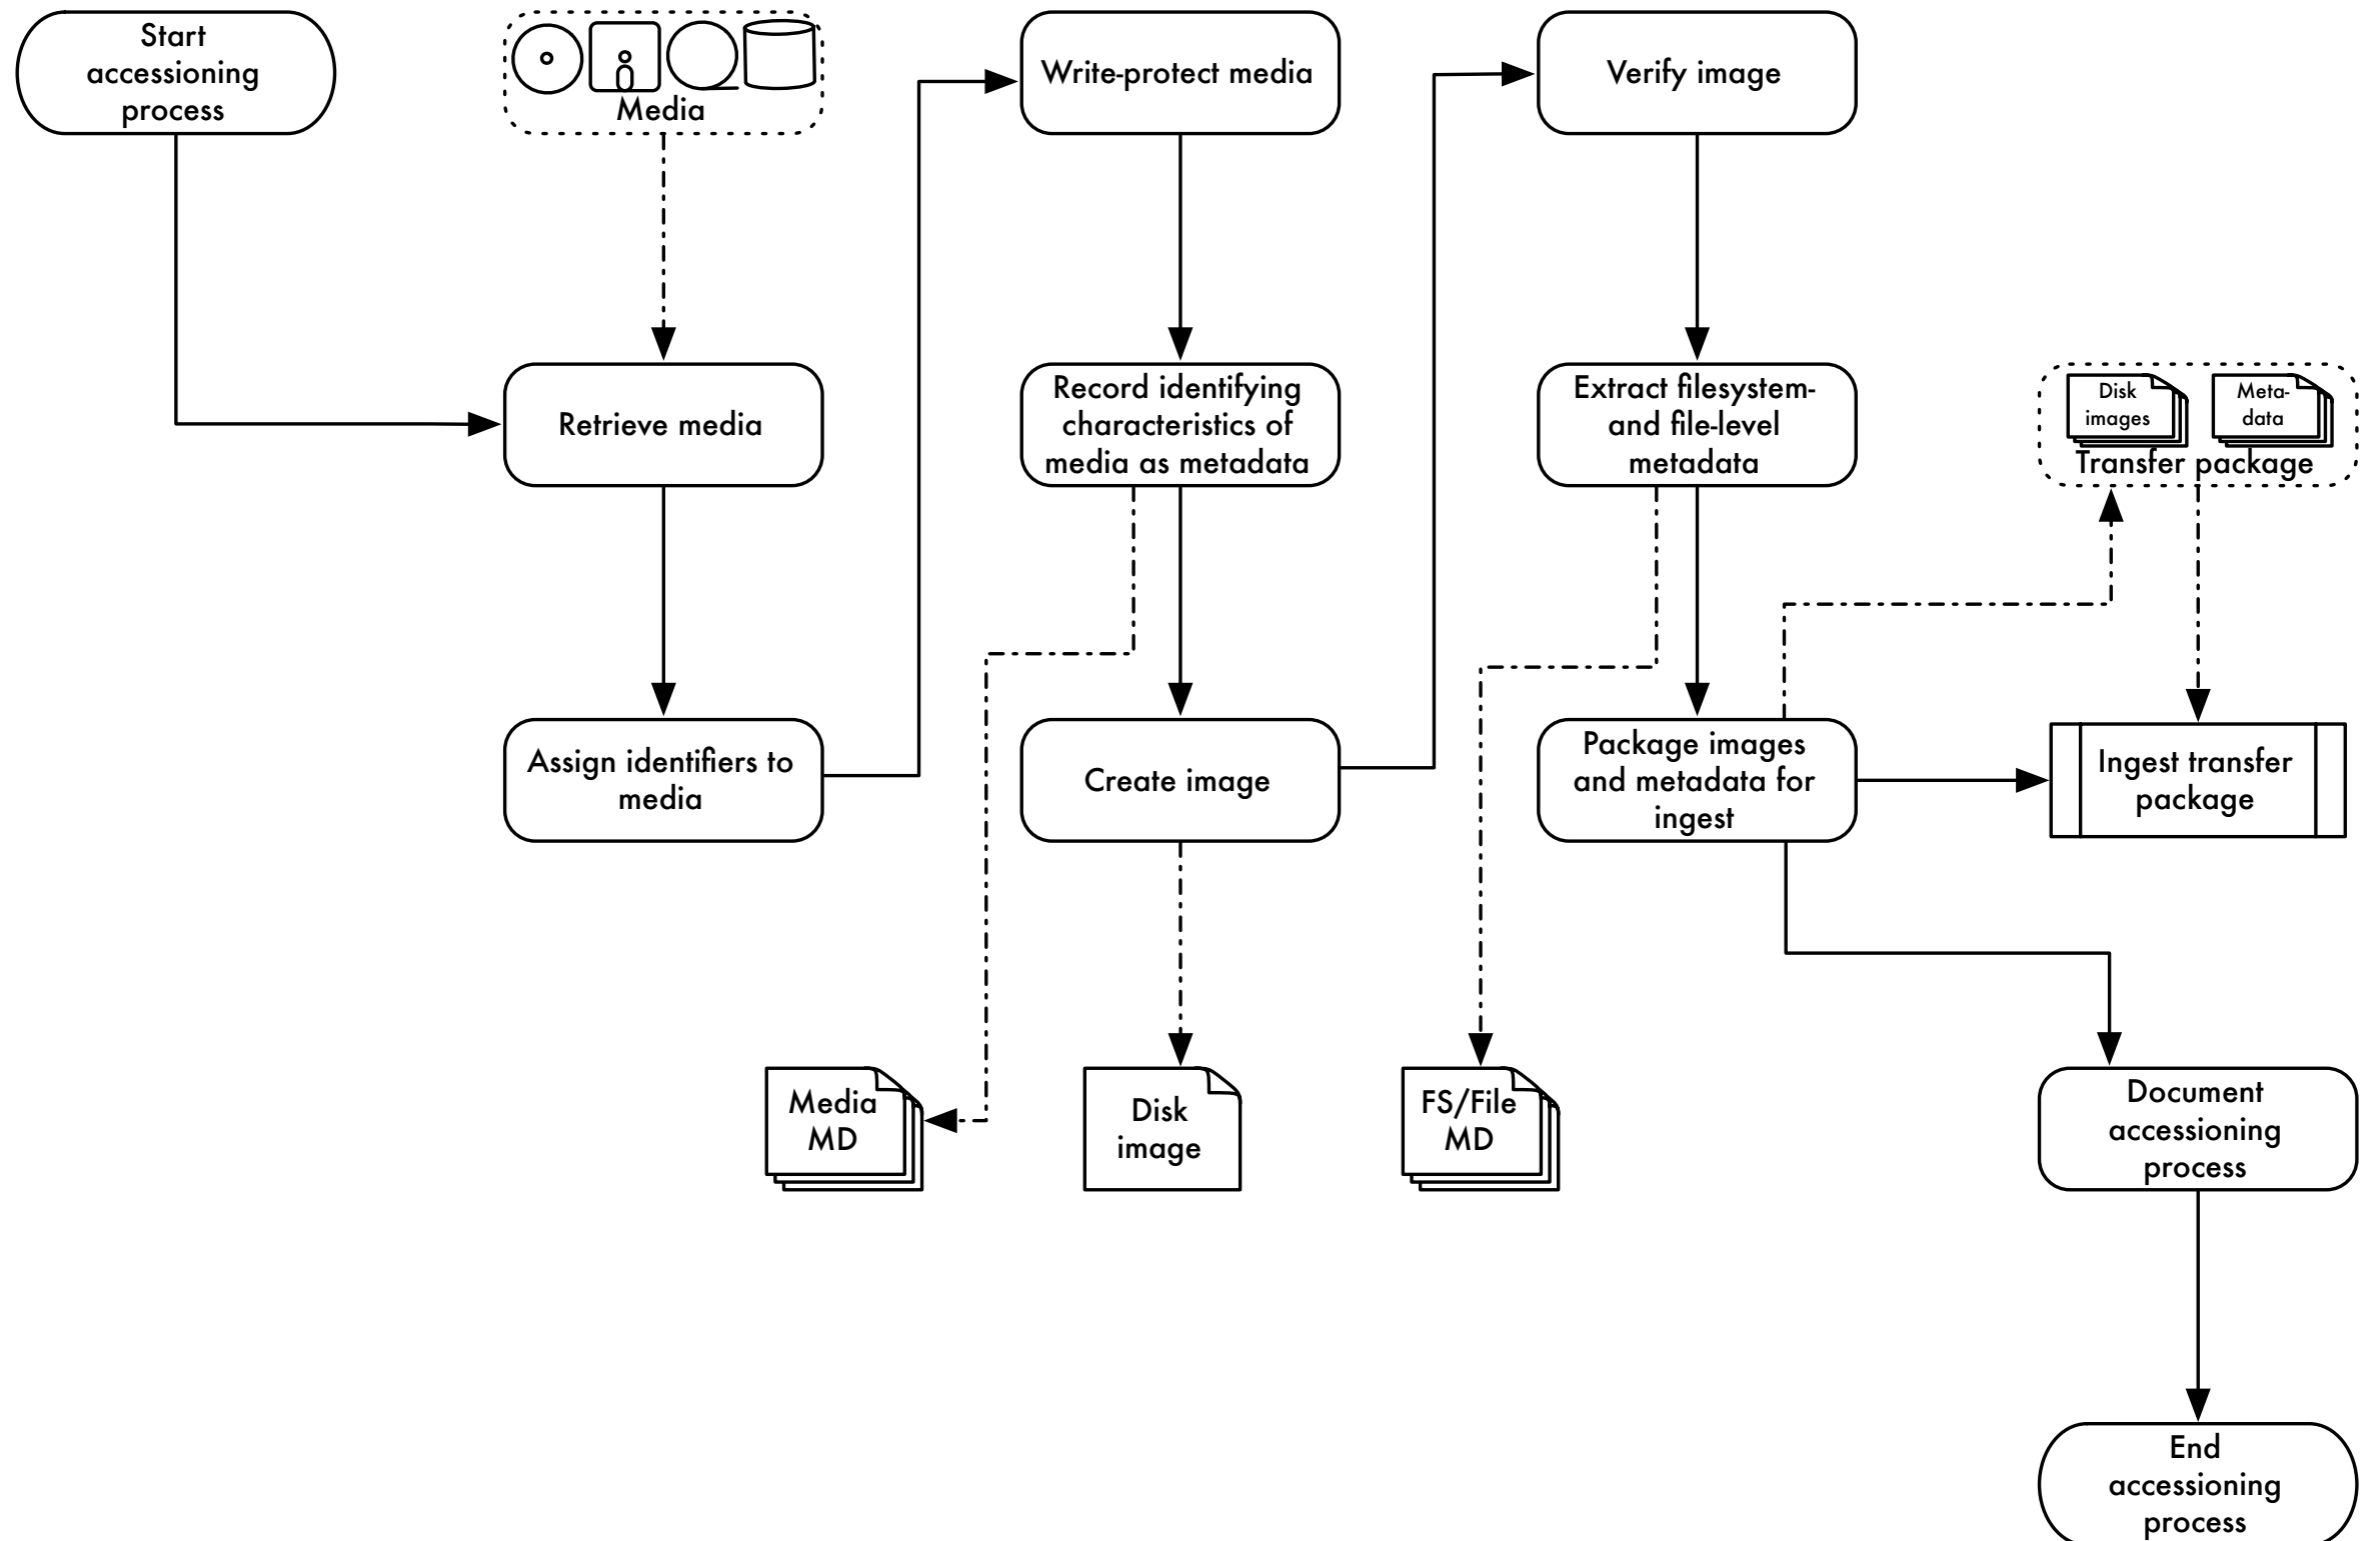 Start
accessioning
process
Media
Retrieve media
Assign identifiers to
media
Write-protect media
Record identifying
characteristics of
media as metadata
Create image
Media
MD
Disk
image
Verify image
Extract filesystem-
and file-level
metadata
Package images
and metadata for
ingest
FS/File
MD
Disk
images
Meta-
data
Transfer package
Ingest transfer
package
Document
accessioning
process
End
accessioning
process